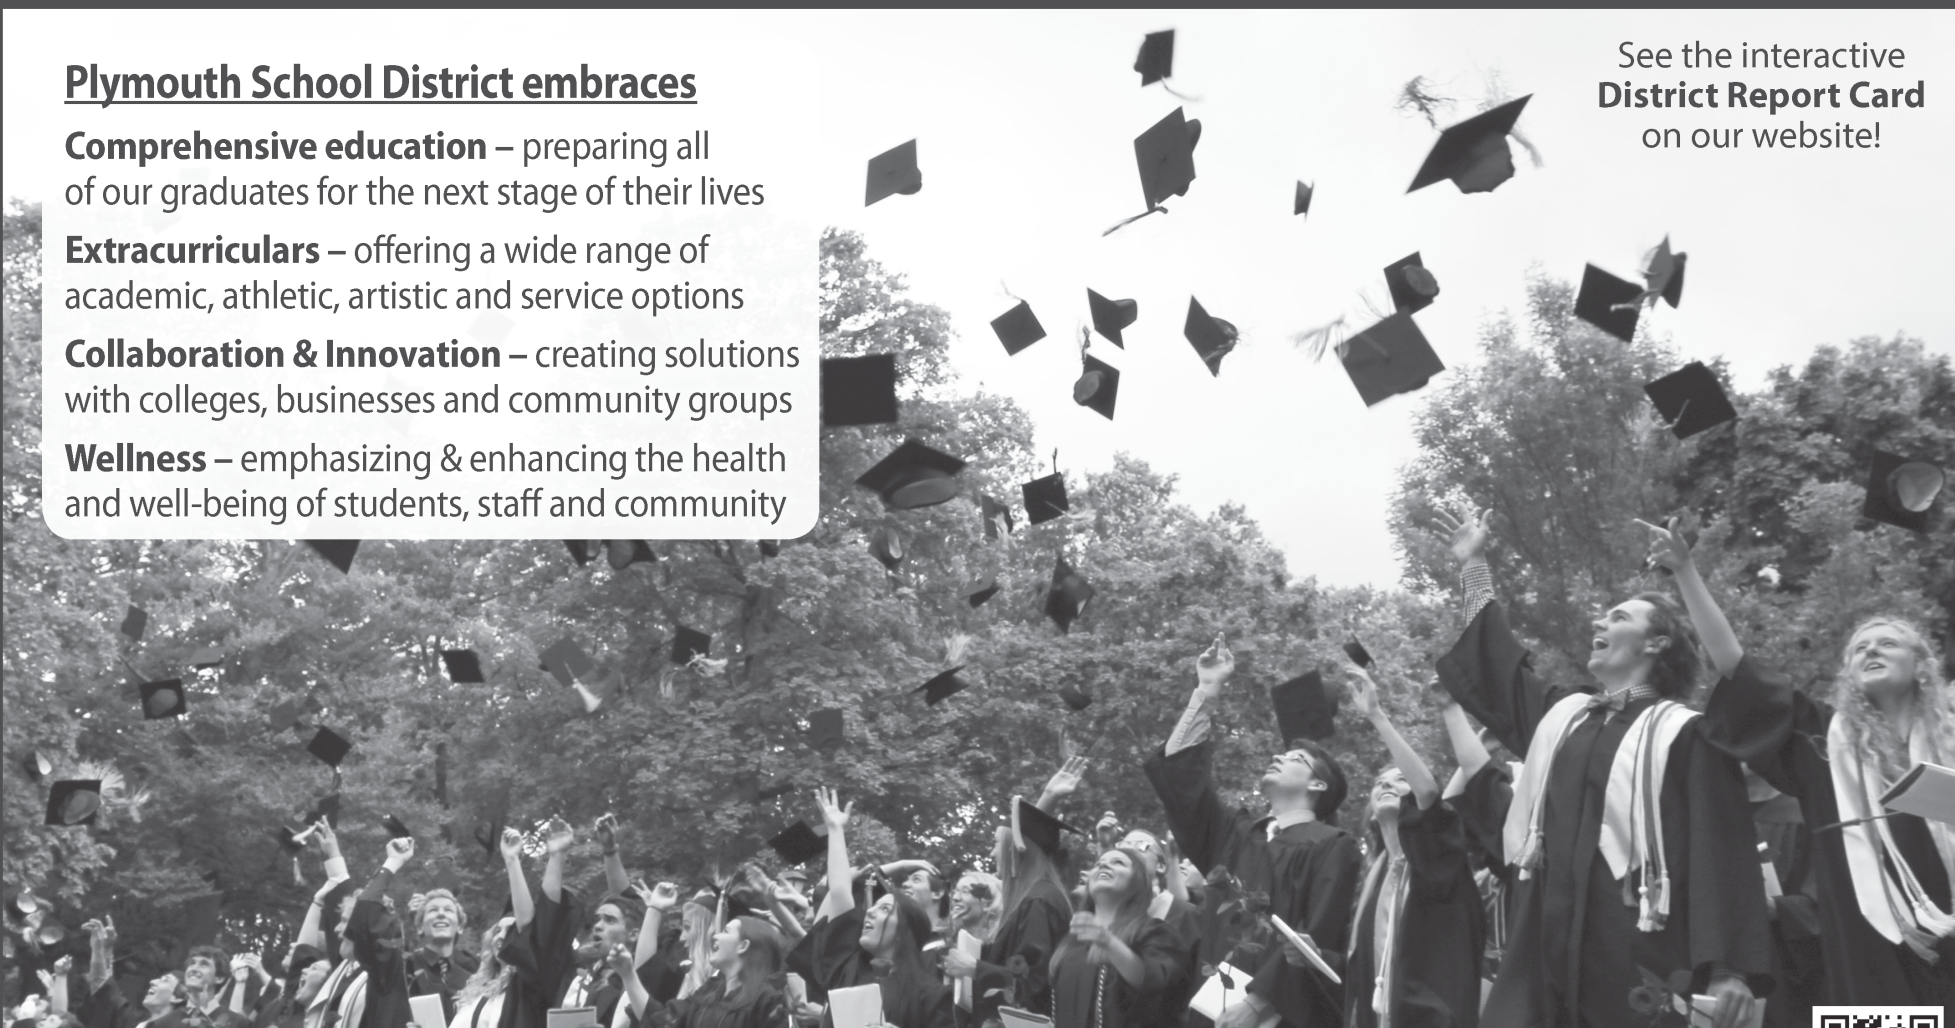 Plymouth School District embraces
Comprehensive education – preparing all
of our graduates for the next stage of their lives
Extracurriculars – offering a wide range of
academic, athletic, artistic and service options
Collaboration & Innovation – creating solutions
with colleges, businesses and community groups
Wellness – emphasizing & enhancing the health
and well-being of students, staff and community
See the interactive
District Report Card
on our website!